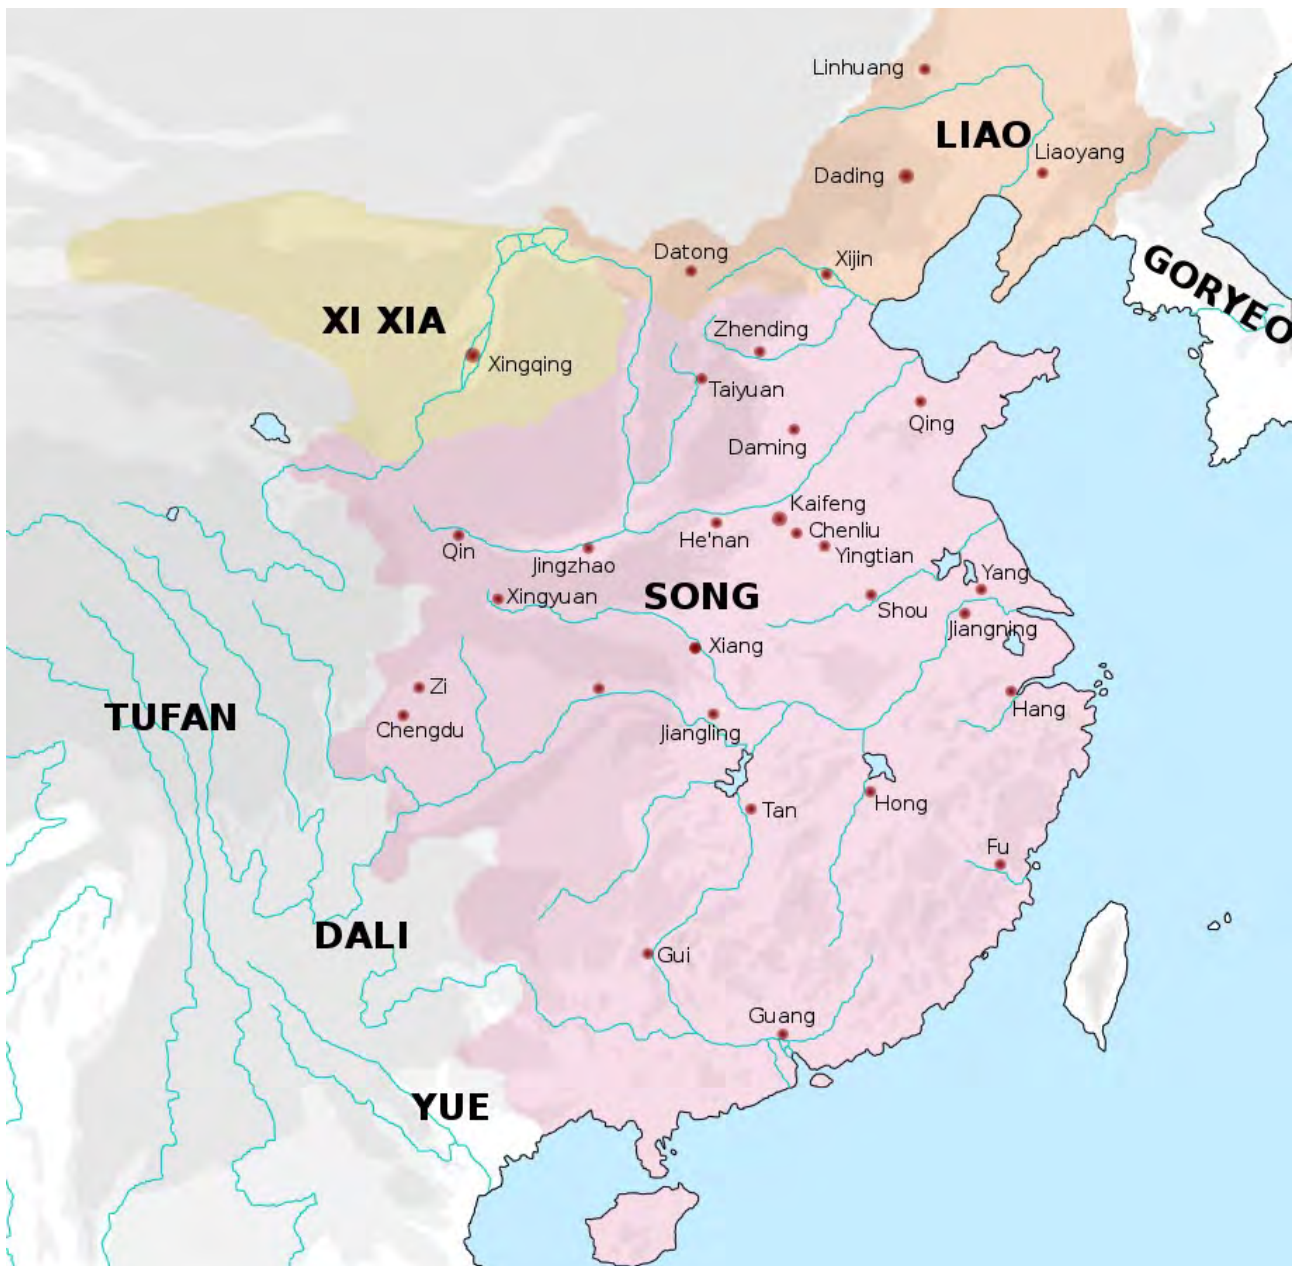 Linhuang
LIAO
Liaoyang
Dading
Datong
Xijin
GORYEO
XI XIA
Zhending
Xingqing
Taiyuan
Qing
Daming
Kaifeng
Chenliu
He'nan
Yingtian
Qin
Jingzhao
Yang
Xingyuan
SONG
Shou
Jiangning
Xiang
Zi
TUFAN
Hang
Chengdu
Jiangling
Tan
Hong
Fu
DALI
Gui
Guang
YUE